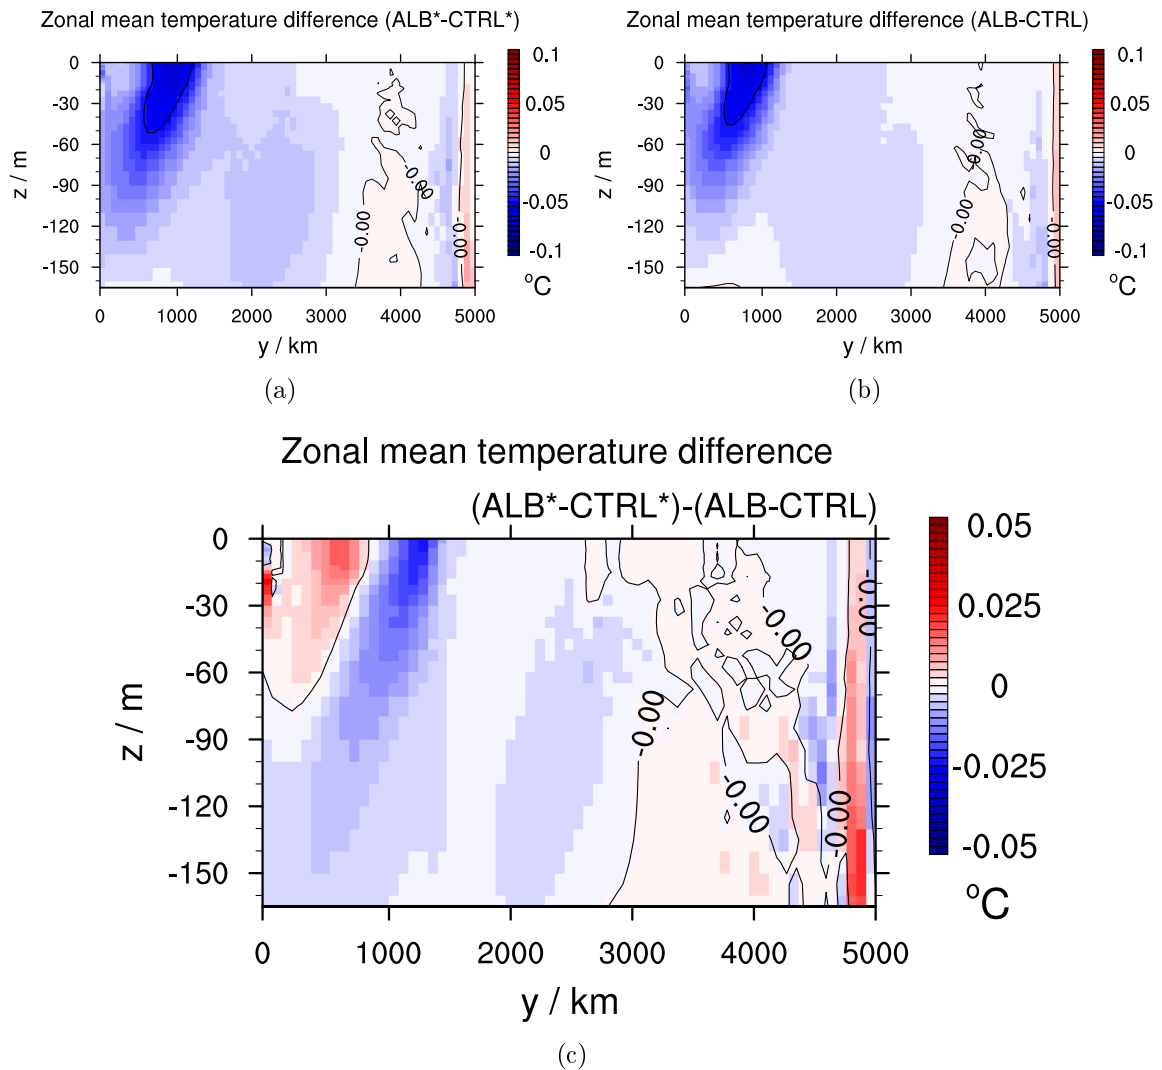 Zonal mean temperature difference (ALB*-CTRL*)
0
-30
-60
-90
-120
-150
z / m
-0.00
-0.00
-0.00
0 1000 2000 3000 4000 5000
y / km
0.1
0.05
0
-0.05
-0.1
°C
(a)
Zonal mean temperature difference (ALB-CTRL)
0
-30
-60
-90
-120
-150
z / m
-0.00
-0.00
-0.00
0 1000 2000 3000 4000 5000
y / km
0.1
0.05
0
-0.05
-0.1
°C
(b)
Zonal mean temperature difference
(ALB*-CTRL*)-(ALB-CTRL)
0
-30
-60
-90
-120
-150
z / m
-0.00
-0.00
-0.00
-0.00
-0.00
0 1000 2000 3000 4000 5000
y / km
0.05
0.025
0
-0.025
-0.05
°C
(c)